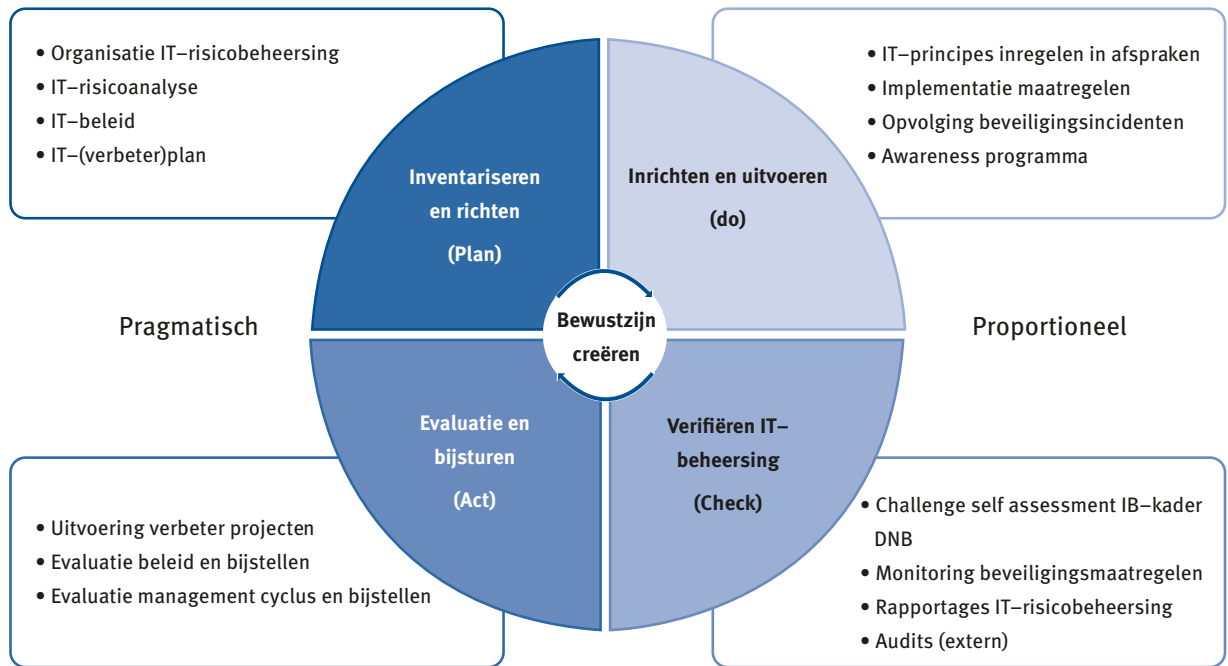 • Organisatie IT–risicobeheersing
• IT–risicoanalyse
• IT–beleid
• IT–(verbeter)plan
• IT–principes inregelen in afspraken
• Implementatie maatregelen
• Opvolging beveiligingsincidenten
• Awareness programma
Inventariseren
en richten
(Plan)
Inrichten en uitvoeren
(do)
Pragmatisch
Bewustzijn
creëren
Proportioneel
Evaluatie en
bijsturen
(Act)
Verifiëren IT–
beheersing
(Check)
• Uitvoering verbeter projecten
• Evaluatie beleid en bijstellen
• Evaluatie management cyclus en bijstellen
• Challenge self assessment IB–kader
DNB
• Monitoring beveiligingsmaatregelen
• Rapportages IT–risicobeheersing
• Audits (extern)